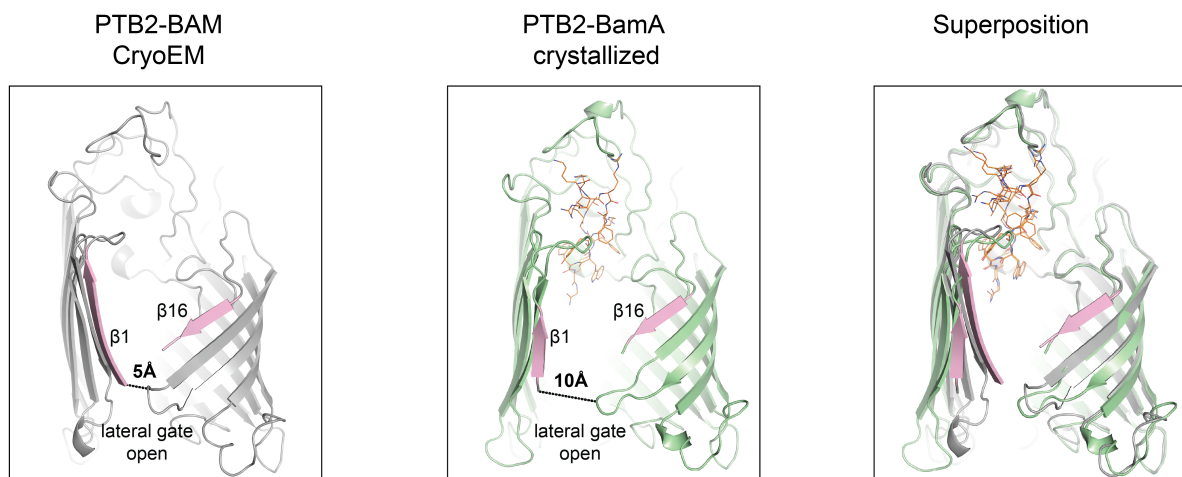 PTB2-BAM
CryoEM
PTB2-BamA
crystallized
Superposition
β16
β1
5Å
lateral gate
open
β16
β1
10Å
lateral gate
open